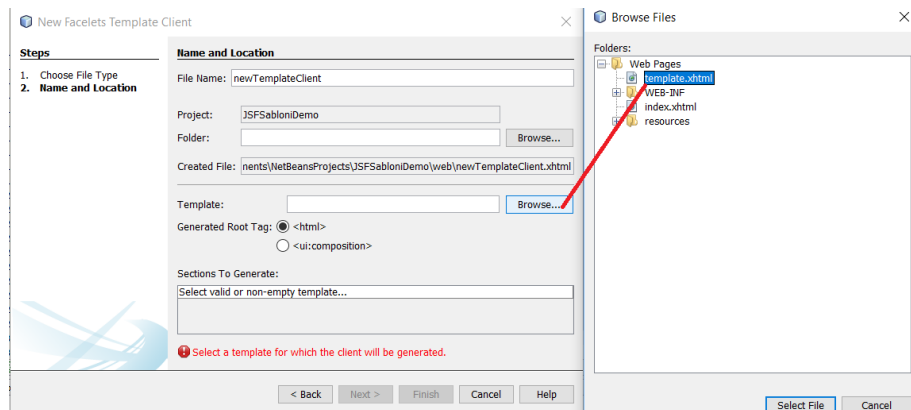 New Facelets Template Client
Steps
1. Choose File Type
2. Name and Location
Name and Location
File Name: newTemplateClient
Project: JSFSabloniDemo
Folder: Browse...
Created File: nents\NetBeansProjects\JSFSabloniDemo\web\newTemplateClient.xhtml
Template: Browse...
Generated Root Tag: <html>
<ui:composition>
Sections To Generate:
Select valid or non-empty template...
Select a template for which the client will be generated.
< Back Next > Finish Cancel Help
Browse Files
Folders:
Web Pages
template.xhtml
WEB-INF
index.xhtml
resources
Select File Cancel